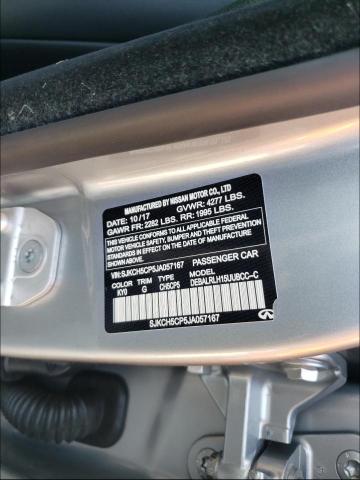 MANUFACTURED BY NISSAN MOTOR CO., LTD
DATE: 10/17 GVWR: 4277 LBS.
GAWR FR: 2282 LBS. RR: 1995 LBS.
THIS VEHICLE CONFORMS TO ALL APPLICABLE FEDERAL
MOTOR VEHICLE SAFETY, BUMPER, AND THEFT
PREVENTION STANDARDS IN EFFECT ON THE DATE OF
MANUFACTURE SHOWN ABOVE.
VIN:SJKCH5CP5JA057167 PASSENGER CAR
COLOR TRIM TYPE MODEL
KY0 G CH5CP5 DEBALRLH15UUBCC-C
SJKCH5CP5JA057167